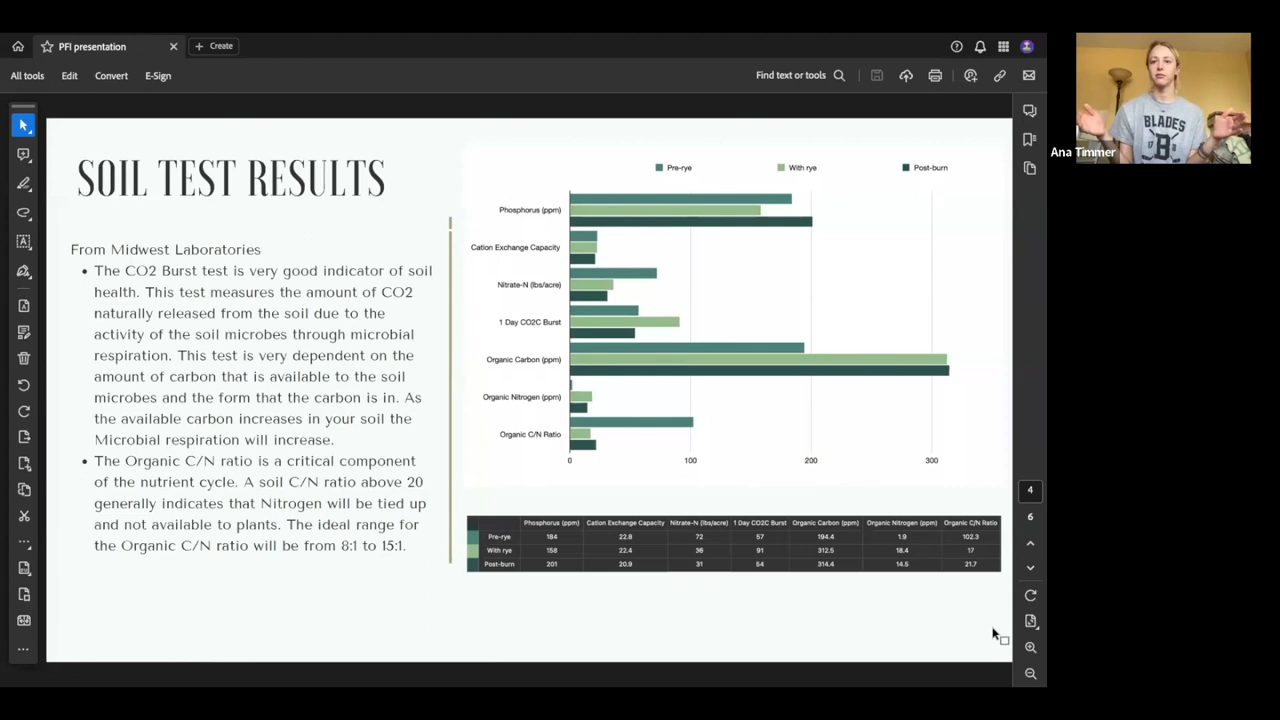 PFI presentation
Create
All tools Edit Convert E-Sign
Find text or tools
SOIL TEST RESULTS
From Midwest Laboratories
• The CO2 Burst test is very good indicator of soil
health. This test measures the amount of CO2
naturally released from the soil due to the
activity of the soil microbes through microbial
respiration. This test is very dependent on the
amount of carbon that is available to the soil
microbes and the form that the carbon is in. As
the available carbon increases in your soil the
Microbial respiration will increase.
• The Organic C/N ratio is a critical component
of the nutrient cycle. A soil C/N ratio above 20
generally indicates that Nitrogen will be tied up
and not available to plants. The ideal range for
the Organic C/N ratio will be from 8:1 to 15:1.
Pre-rye With rye Post-burn
Phosphorus (ppm)
Cation Exchange Capacity
Nitrate-N (lbs/acre)
1 Day CO2C Burst
Organic Carbon (ppm)
Organic Nitrogen (ppm)
Organic C/N Ratio
0 100 200 300
Phosphorus (ppm) Cation Exchange Capacity Nitrate-N (lbs/acre) 1 Day CO2C Burst Organic Carbon (ppm) Organic Nitrogen (ppm) Organic C/N Ratio
Pre-rye 184 22.8 72 57 194.4 1.9 102.3
With rye 158 22.4 36 91 312.5 18.4 17
Post-burn 201 20.9 31 54 314.4 14.5 21.7
4
6
BLADES
8
Ana Timmer